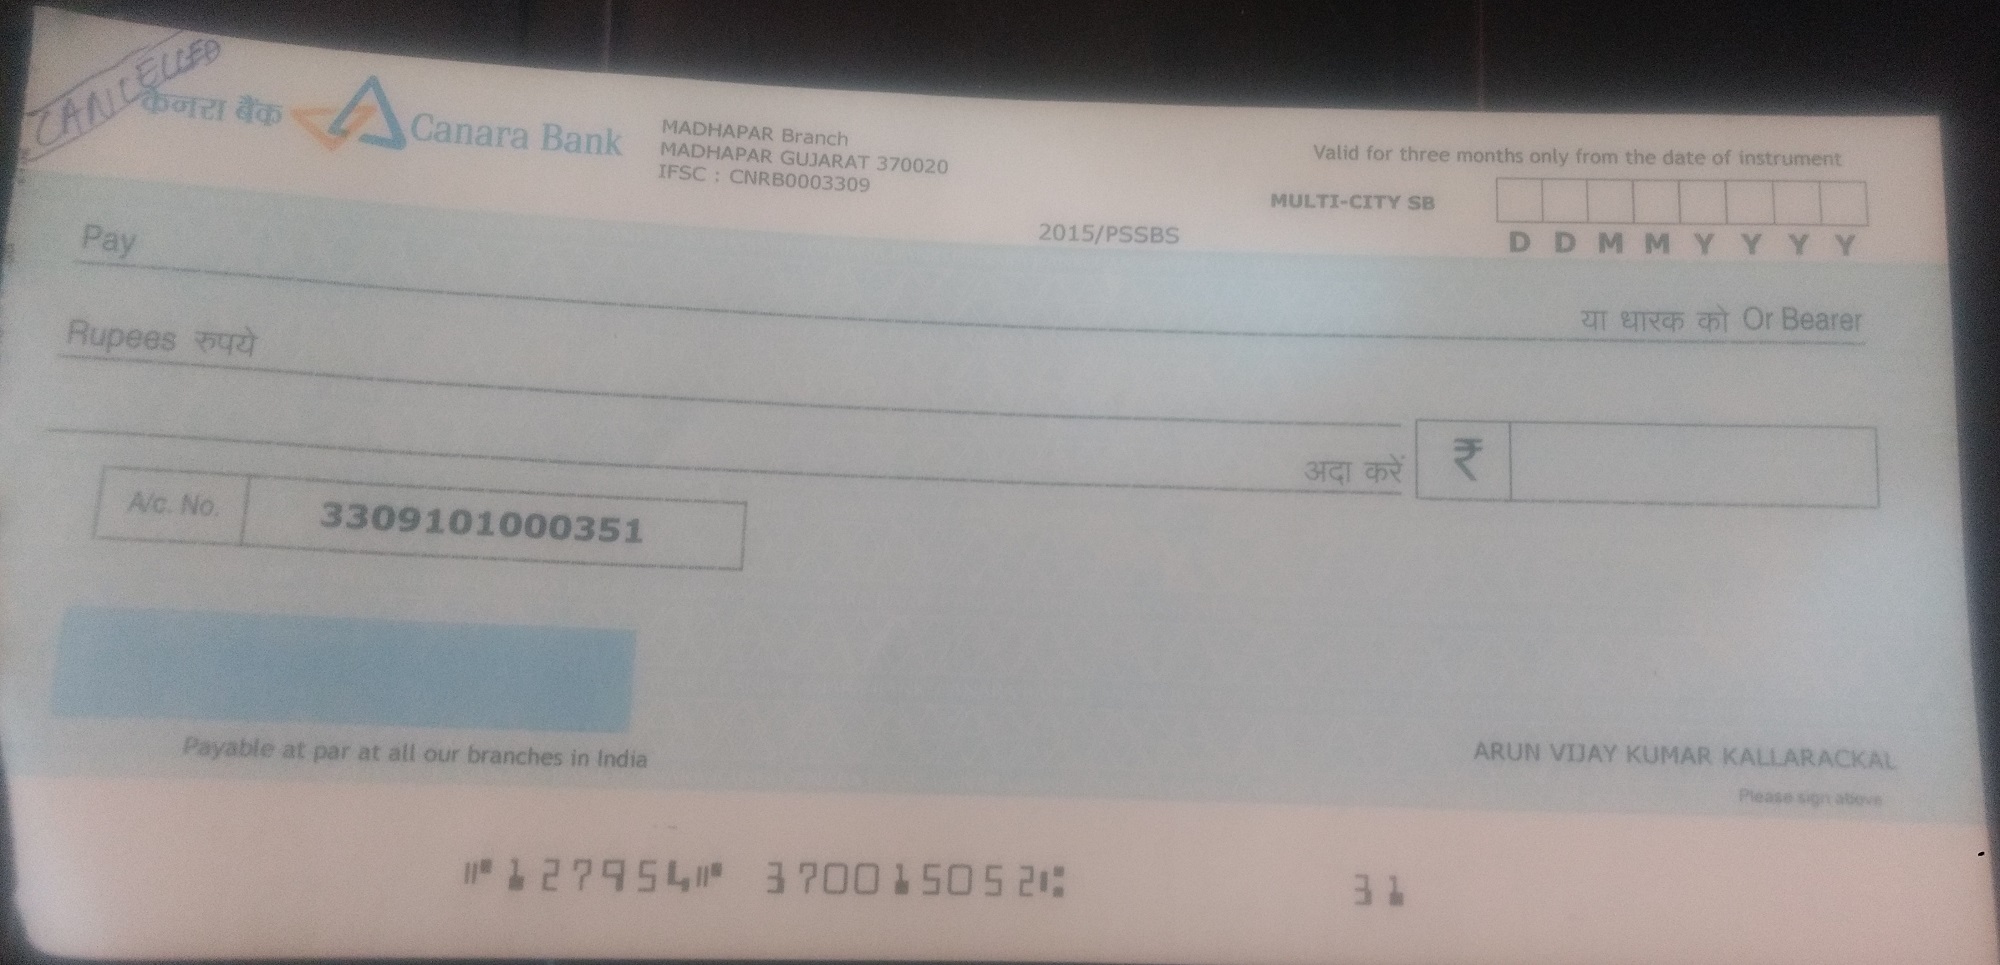 CANCELLED
केनरा बैंक Canara Bank
MADHAPAR Branch
MADHAPAR GUJARAT 370020
IFSC : CNRB0003309
Valid for three months only from the date of instrument
MULTI-CITY SB
2015/PSSBS
D D M M Y Y Y Y
Pay
या धारक को Or Bearer
Rupees रुपये
अदा करें ₹
A/c. No. 3309101000351
Payable at par at all our branches in India
ARUN VIJAY KUMAR KALLARACKAL
Please sign above
⑈127954⑈ 370015052⑆ 31